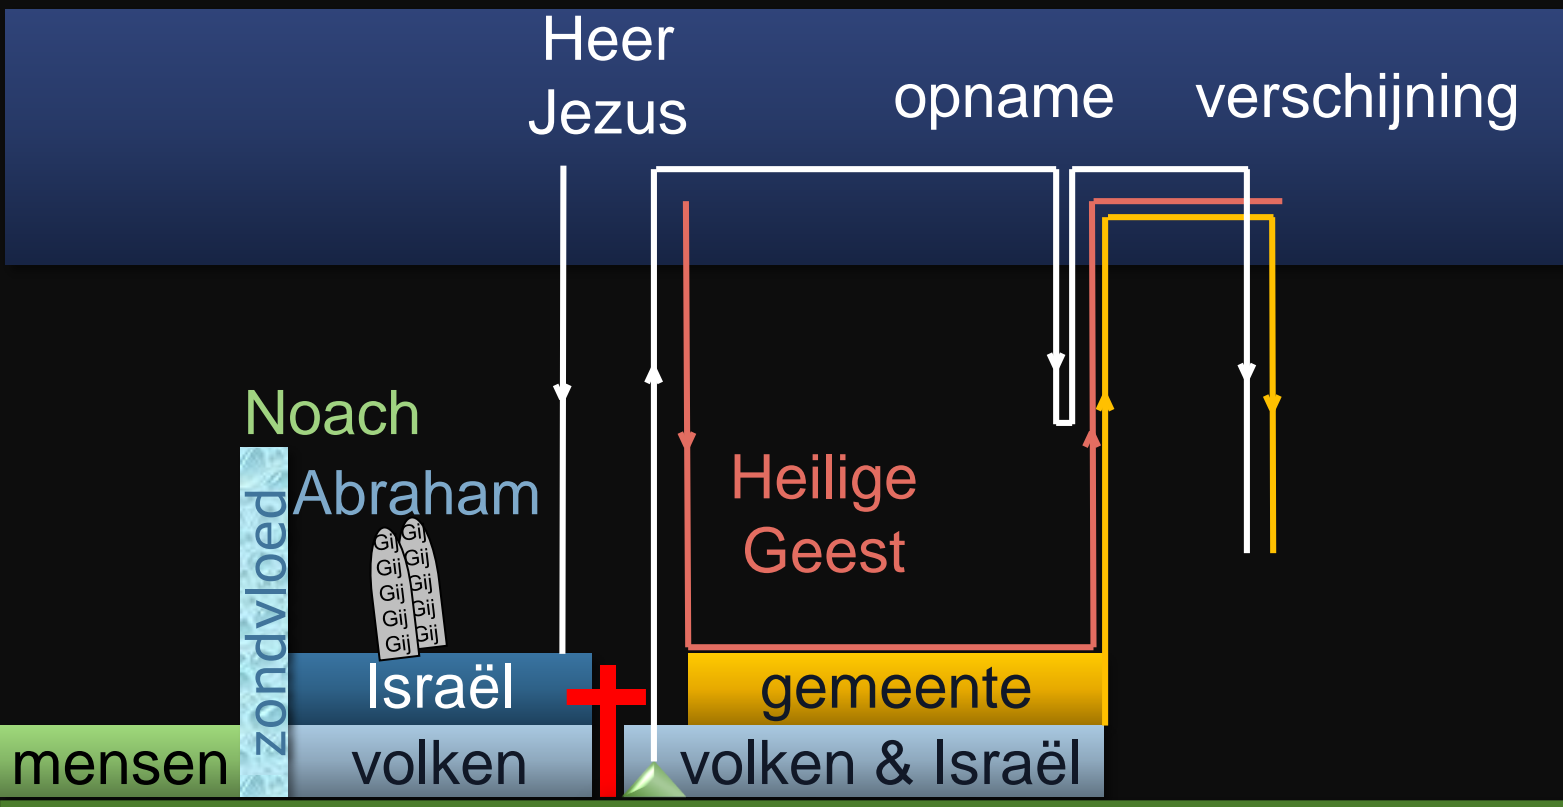 Heer
Jezus
opname
verschijning
Noach
Abraham
zondvloed
Gij
Gij
Gij
Gij
Gij
Gij
Gij
Gij
Gij
Gij
Heilige
Geest
Israël
gemeente
mensen
volken
volken & Israël